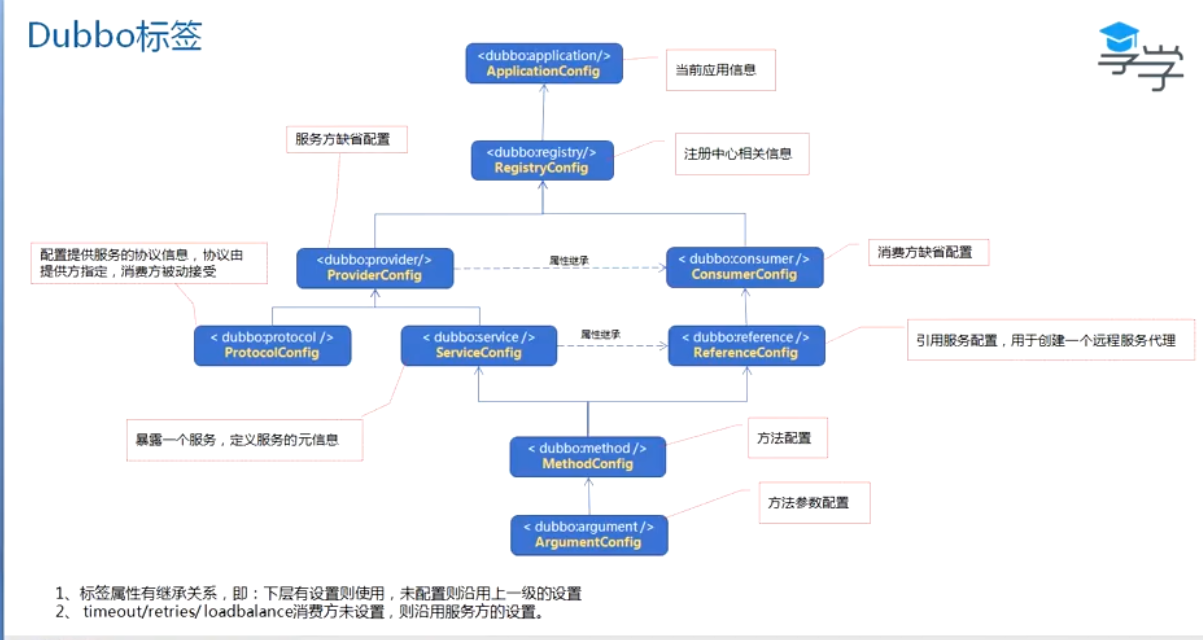 Dubbo标签
享学
<dubbo:application/>
ApplicationConfig
当前应用信息
服务方缺省配置
<dubbo:registry/>
RegistryConfig
注册中心相关信息
配置提供服务的协议信息，协议由
提供方指定，消费方被动接受
<dubbo:provider/>
ProviderConfig
属性继承
< dubbo:consumer />
ConsumerConfig
消费方缺省配置
< dubbo:protocol />
ProtocolConfig
< dubbo:service />
ServiceConfig
属性继承
< dubbo:reference />
ReferenceConfig
引用服务配置，用于创建一个远程服务代理
暴露一个服务，定义服务的元信息
< dubbo:method />
MethodConfig
方法配置
< dubbo:argument />
ArgumentConfig
方法参数配置
1、标签属性有继承关系，即：下层有设置则使用，未配置则沿用上一级的设置
2、 timeout/retries/ loadbalance消费方未设置，则沿用服务方的设置。